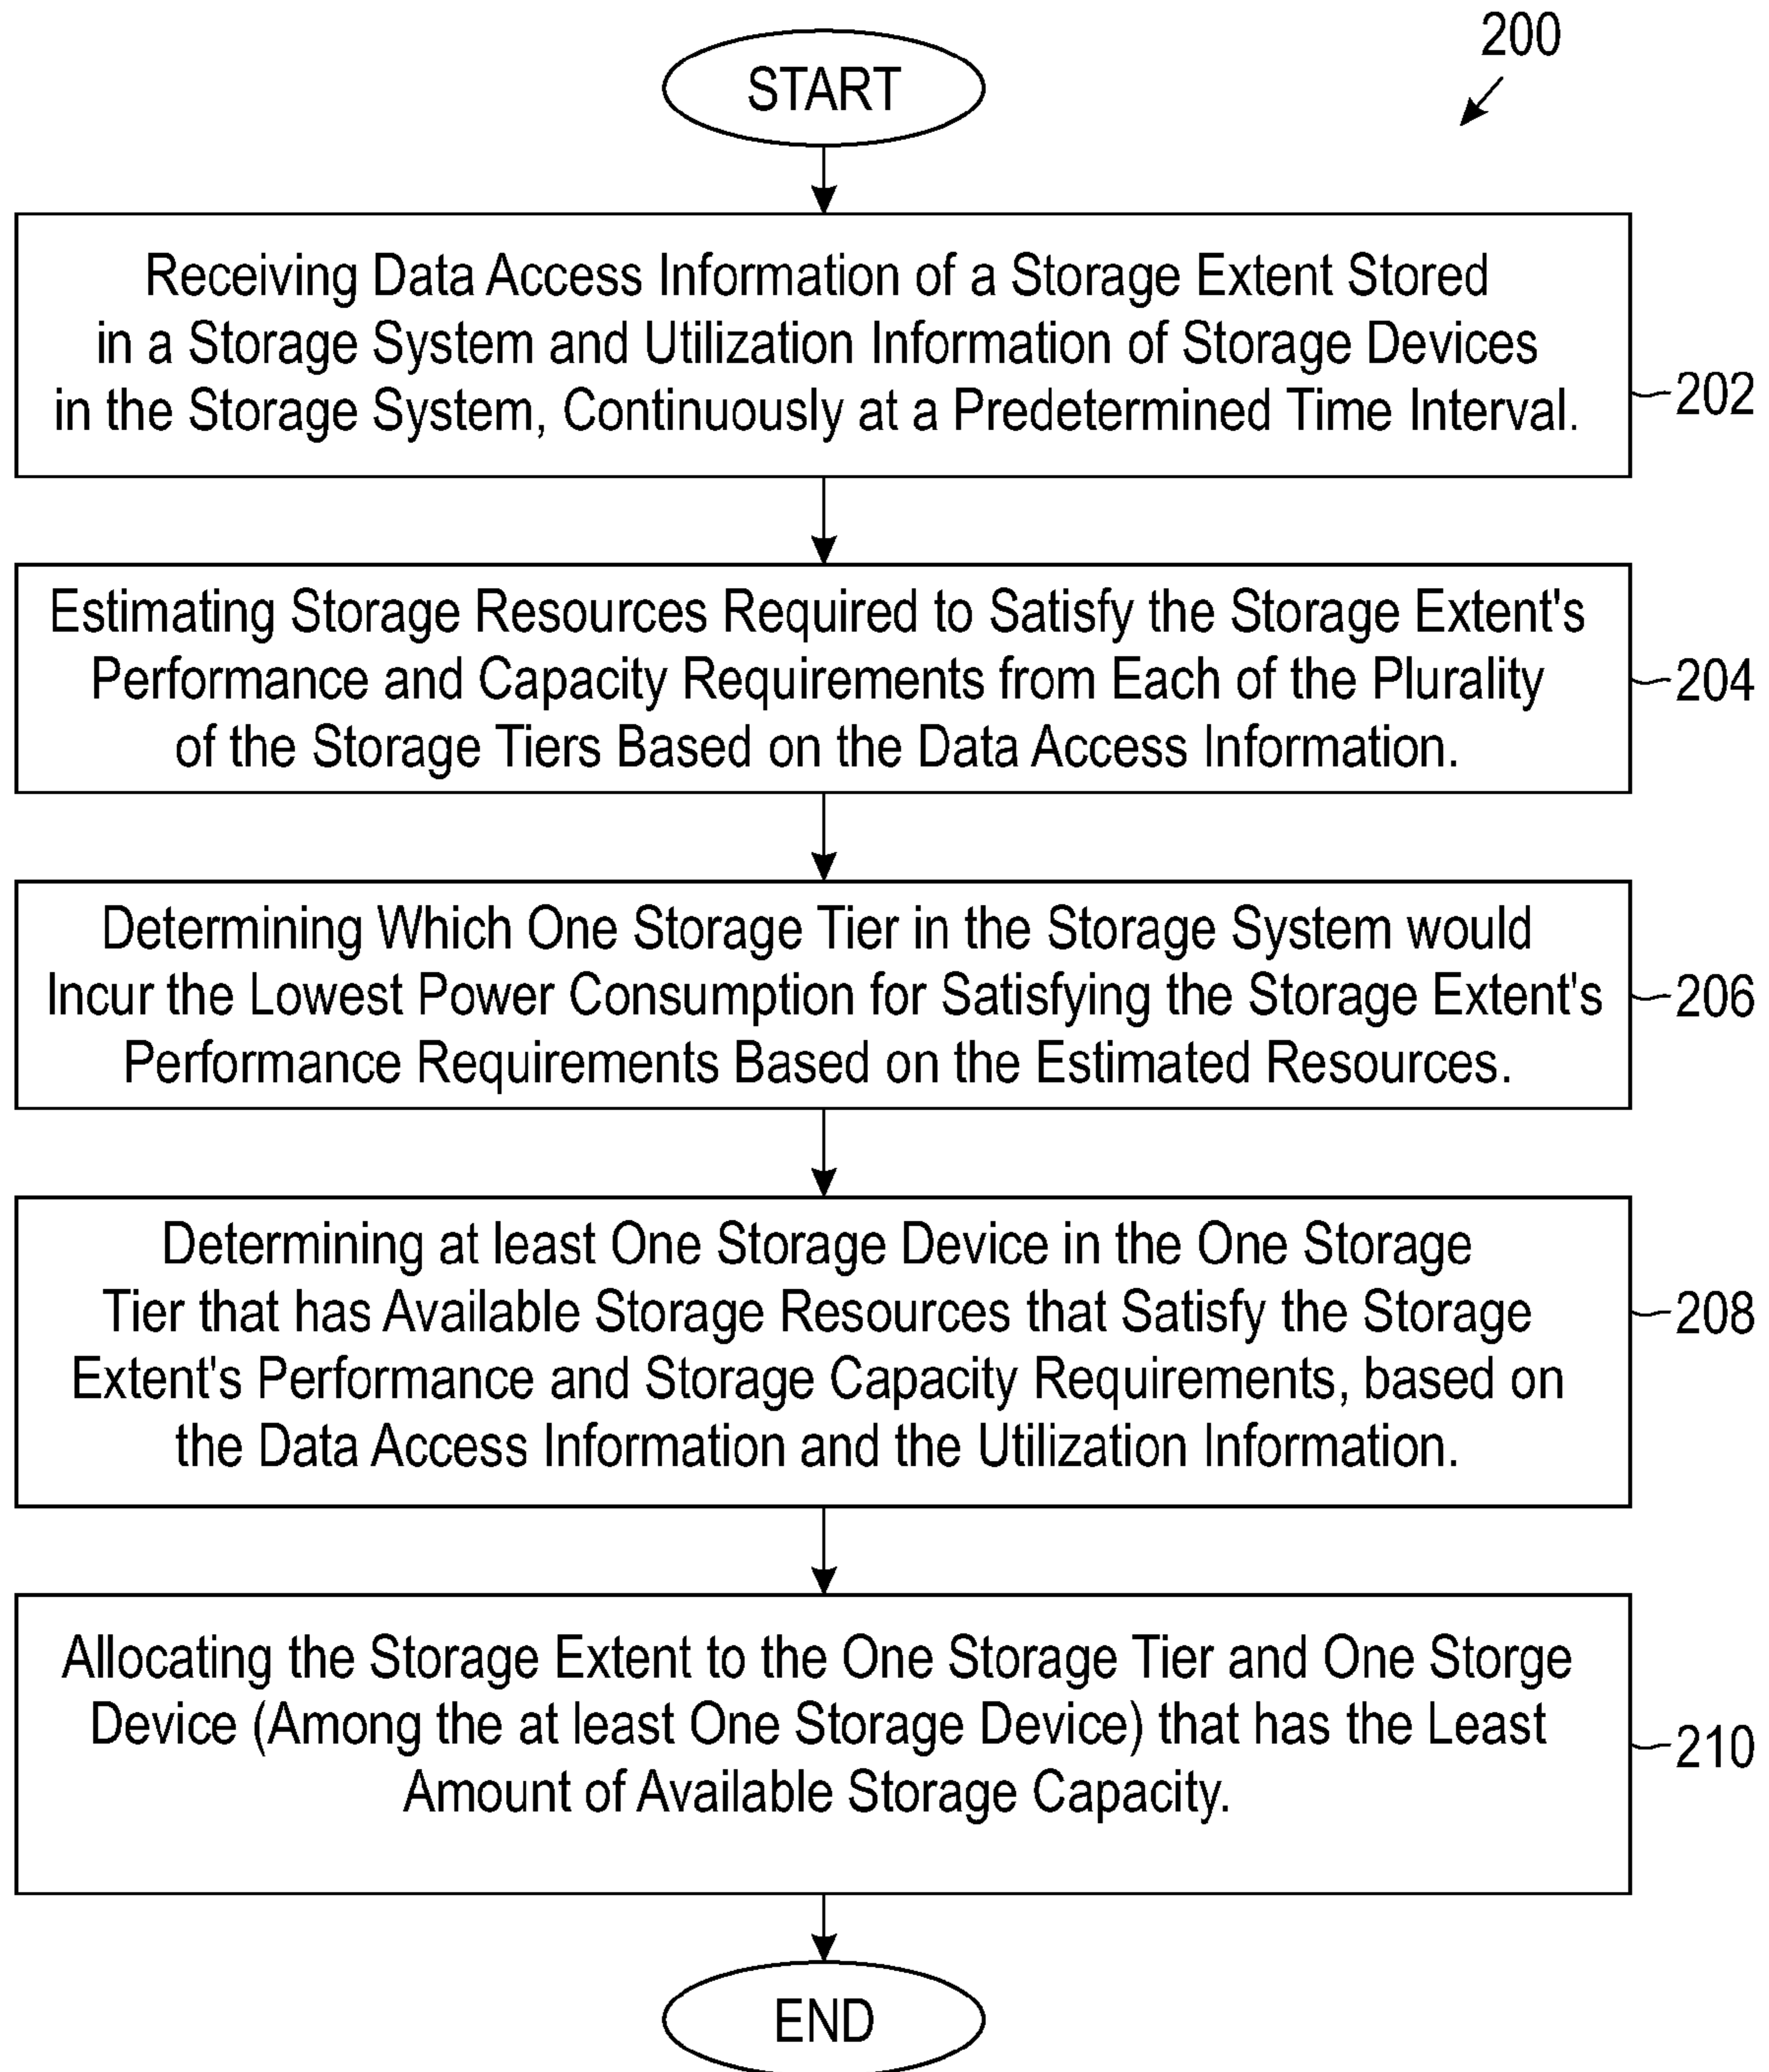 200
START
Receiving Data Access Information of a Storage Extent Stored
in a Storage System and Utilization Information of Storage Devices
in the Storage System, Continuously at a Predetermined Time Interval.
202
Estimating Storage Resources Required to Satisfy the Storage Extent's
Performance and Capacity Requirements from Each of the Plurality
of the Storage Tiers Based on the Data Access Information.
204
Determining Which One Storage Tier in the Storage System would
Incur the Lowest Power Consumption for Satisfying the Storage Extent's
Performance Requirements Based on the Estimated Resources.
206
Determining at least One Storage Device in the One Storage
Tier that has Available Storage Resources that Satisfy the Storage
Extent's Performance and Storage Capacity Requirements, based on
the Data Access Information and the Utilization Information.
208
Allocating the Storage Extent to the One Storage Tier and One Storge
Device (Among the at least One Storage Device) that has the Least
Amount of Available Storage Capacity.
210
END